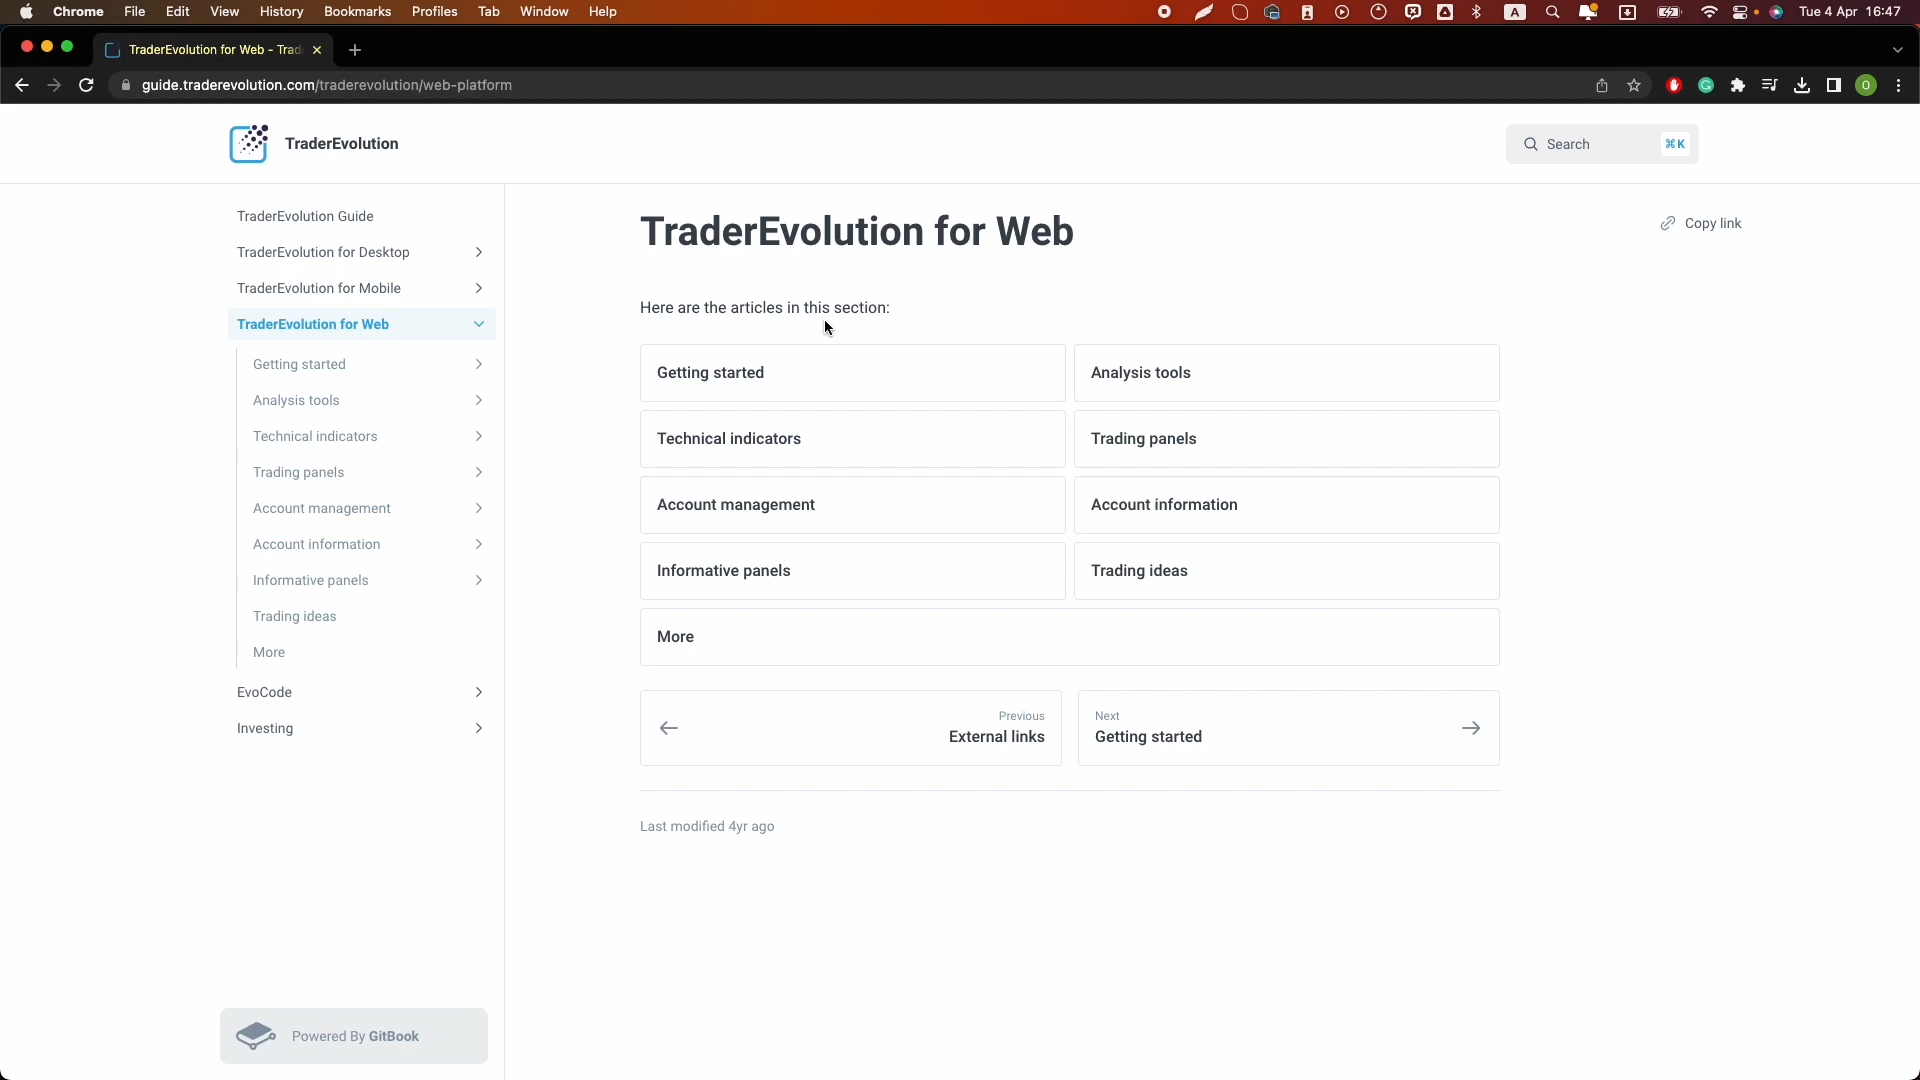 Chrome File Edit View History Bookmarks Profiles Tab Window Help A Tue 4 Apr 16:47
TraderEvolution for Web - Trad
guide.traderevolution.com/traderevolution/web-platform
O
TraderEvolution
Search ⌘K
TraderEvolution Guide
TraderEvolution for Desktop
TraderEvolution for Mobile
TraderEvolution for Web
Getting started
Analysis tools
Technical indicators
Trading panels
Account management
Account information
Informative panels
Trading ideas
More
EvoCode
Investing
Powered By GitBook
TraderEvolution for Web
Copy link
Here are the articles in this section:
Getting started
Analysis tools
Technical indicators
Trading panels
Account management
Account information
Informative panels
Trading ideas
More
Previous
External links
Next
Getting started
Last modified 4yr ago